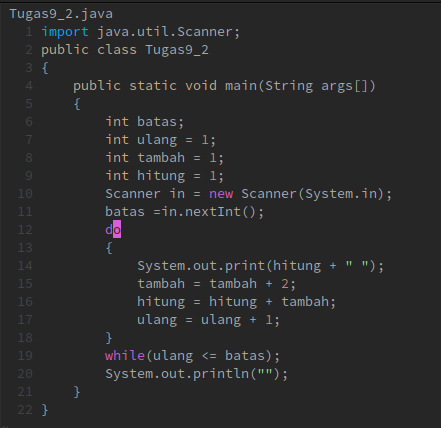 Tugas9_2.java
1 import java.util.Scanner;
2 public class Tugas9_2
3 {
4     public static void main(String args[])
5     {
6         int batas;
7         int ulang = 1;
8         int tambah = 1;
9         int hitung = 1;
10         Scanner in = new Scanner(System.in);
11         batas =in.nextInt();
12         do
13         {
14             System.out.print(hitung + " ");
15             tambah = tambah + 2;
16             hitung = hitung + tambah;
17             ulang = ulang + 1;
18         }
19         while(ulang <= batas);
20         System.out.println("");
21     }
22 }